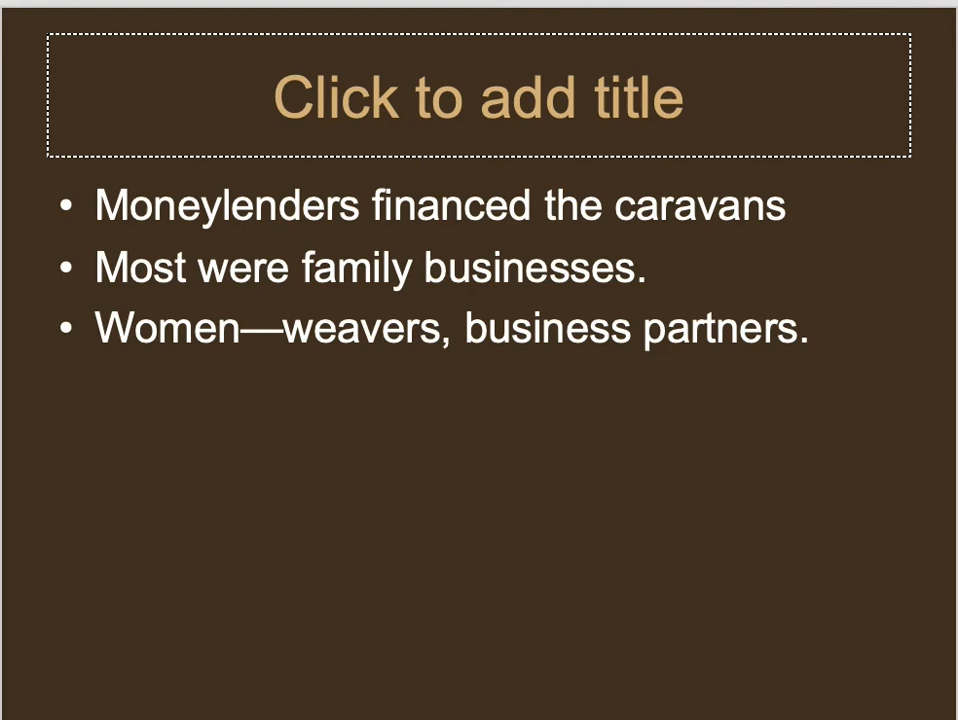 Click to add title
• Moneylenders financed the caravans
• Most were family businesses.
• Women—weavers, business partners.